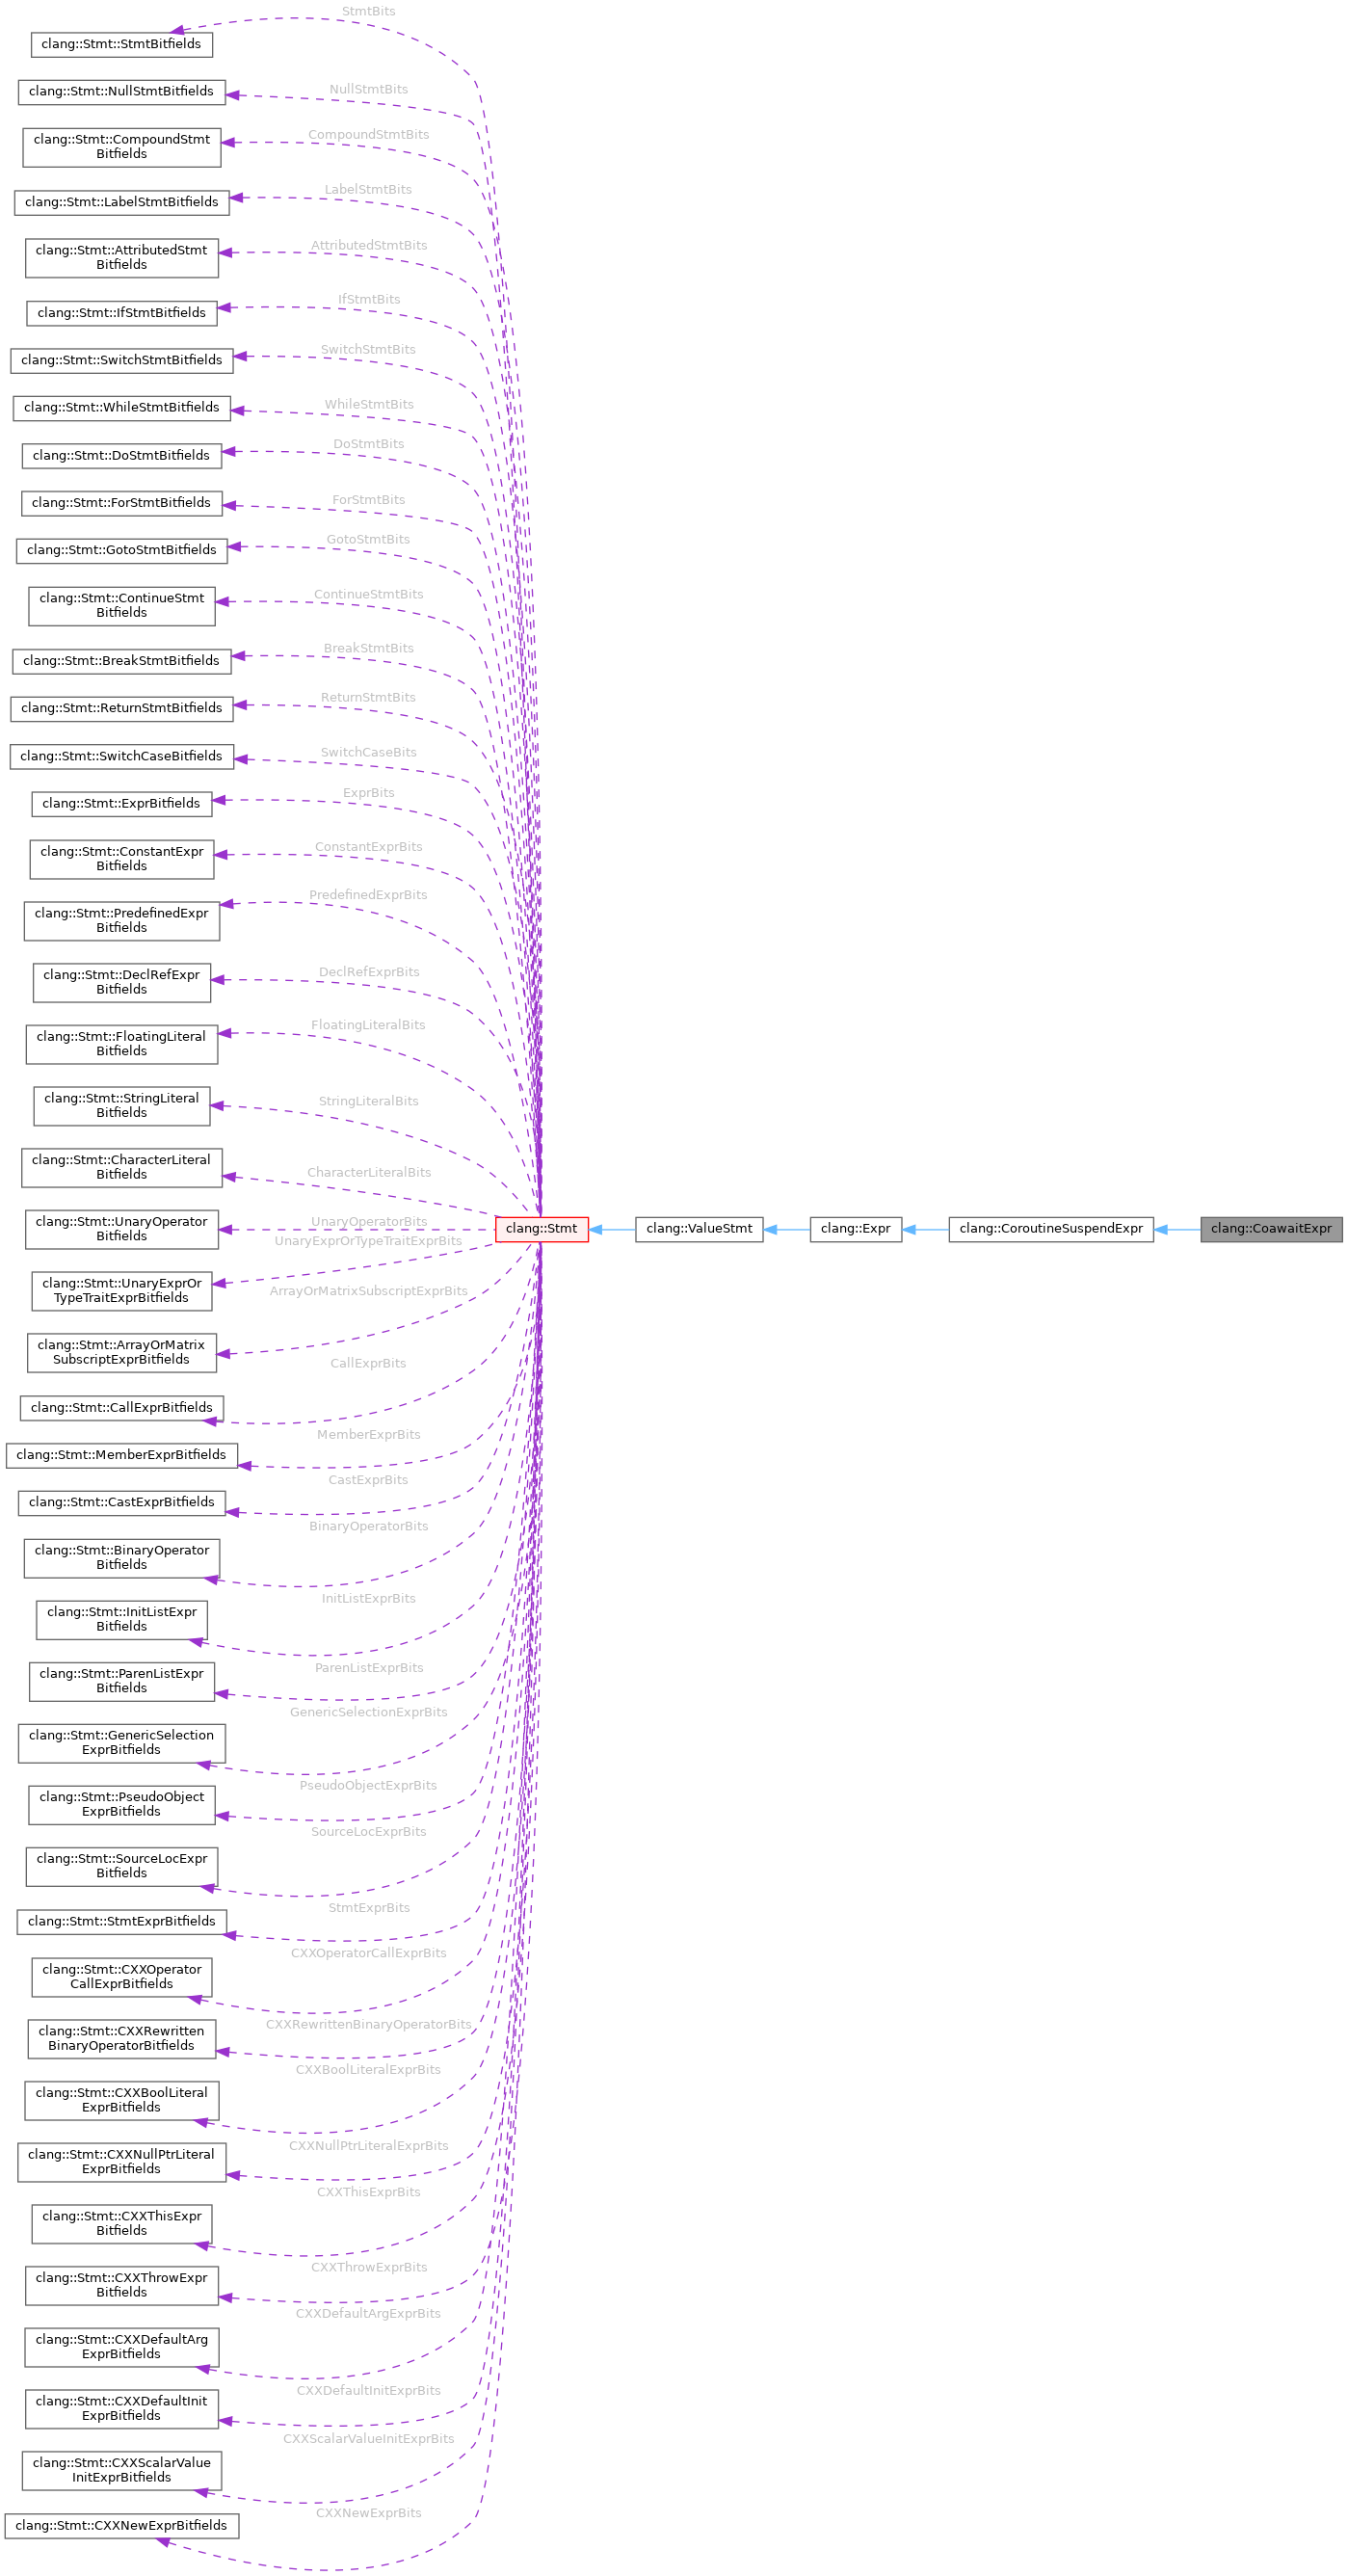 StmtBits
clang::Stmt::StmtBitfields
NullStmtBits
clang::Stmt::NullStmtBitfields
CompoundStmtBits
clang::Stmt::CompoundStmt
Bitfields
LabelStmtBits
clang::Stmt::LabelStmtBitfields
AttributedStmtBits
clang::Stmt::AttributedStmt
Bitfields
IfStmtBits
clang::Stmt::IfStmtBitfields
SwitchStmtBits
clang::Stmt::SwitchStmtBitfields
WhileStmtBits
clang::Stmt::WhileStmtBitfields
DoStmtBits
clang::Stmt::DoStmtBitfields
ForStmtBits
clang::Stmt::ForStmtBitfields
GotoStmtBits
clang::Stmt::GotoStmtBitfields
ContinueStmtBits
clang::Stmt::ContinueStmt
Bitfields
BreakStmtBits
clang::Stmt::BreakStmtBitfields
ReturnStmtBits
clang::Stmt::ReturnStmtBitfields
SwitchCaseBits
clang::Stmt::SwitchCaseBitfields
ExprBits
clang::Stmt::ExprBitfields
ConstantExprBits
clang::Stmt::ConstantExpr
Bitfields
PredefinedExprBits
clang::Stmt::PredefinedExpr
Bitfields
DeclRefExprBits
clang::Stmt::DeclRefExpr
Bitfields
FloatingLiteralBits
clang::Stmt::FloatingLiteral
Bitfields
StringLiteralBits
clang::Stmt::StringLiteral
Bitfields
CharacterLiteralBits
clang::Stmt::CharacterLiteral
Bitfields
UnaryOperatorBits
clang::Stmt::UnaryOperator
Bitfields
clang::Stmt
clang::ValueStmt
clang::Expr
clang::CoroutineSuspendExpr
clang::CoawaitExpr
UnaryExprOrTypeTraitExprBits
clang::Stmt::UnaryExprOr
TypeTraitExprBitfields
ArrayOrMatrixSubscriptExprBits
clang::Stmt::ArrayOrMatrix
SubscriptExprBitfields
CallExprBits
clang::Stmt::CallExprBitfields
MemberExprBits
clang::Stmt::MemberExprBitfields
CastExprBits
clang::Stmt::CastExprBitfields
BinaryOperatorBits
clang::Stmt::BinaryOperator
Bitfields
InitListExprBits
clang::Stmt::InitListExpr
Bitfields
ParenListExprBits
clang::Stmt::ParenListExpr
Bitfields
GenericSelectionExprBits
clang::Stmt::GenericSelection
ExprBitfields
PseudoObjectExprBits
clang::Stmt::PseudoObject
ExprBitfields
SourceLocExprBits
clang::Stmt::SourceLocExpr
Bitfields
StmtExprBits
clang::Stmt::StmtExprBitfields
CXXOperatorCallExprBits
clang::Stmt::CXXOperator
CallExprBitfields
CXXRewrittenBinaryOperatorBits
clang::Stmt::CXXRewritten
BinaryOperatorBitfields
CXXBoolLiteralExprBits
clang::Stmt::CXXBoolLiteral
ExprBitfields
CXXNullPtrLiteralExprBits
clang::Stmt::CXXNullPtrLiteral
ExprBitfields
CXXThisExprBits
clang::Stmt::CXXThisExpr
Bitfields
CXXThrowExprBits
clang::Stmt::CXXThrowExpr
Bitfields
CXXDefaultArgExprBits
clang::Stmt::CXXDefaultArg
ExprBitfields
CXXDefaultInitExprBits
clang::Stmt::CXXDefaultInit
ExprBitfields
CXXScalarValueInitExprBits
clang::Stmt::CXXScalarValue
InitExprBitfields
CXXNewExprBits
clang::Stmt::CXXNewExprBitfields